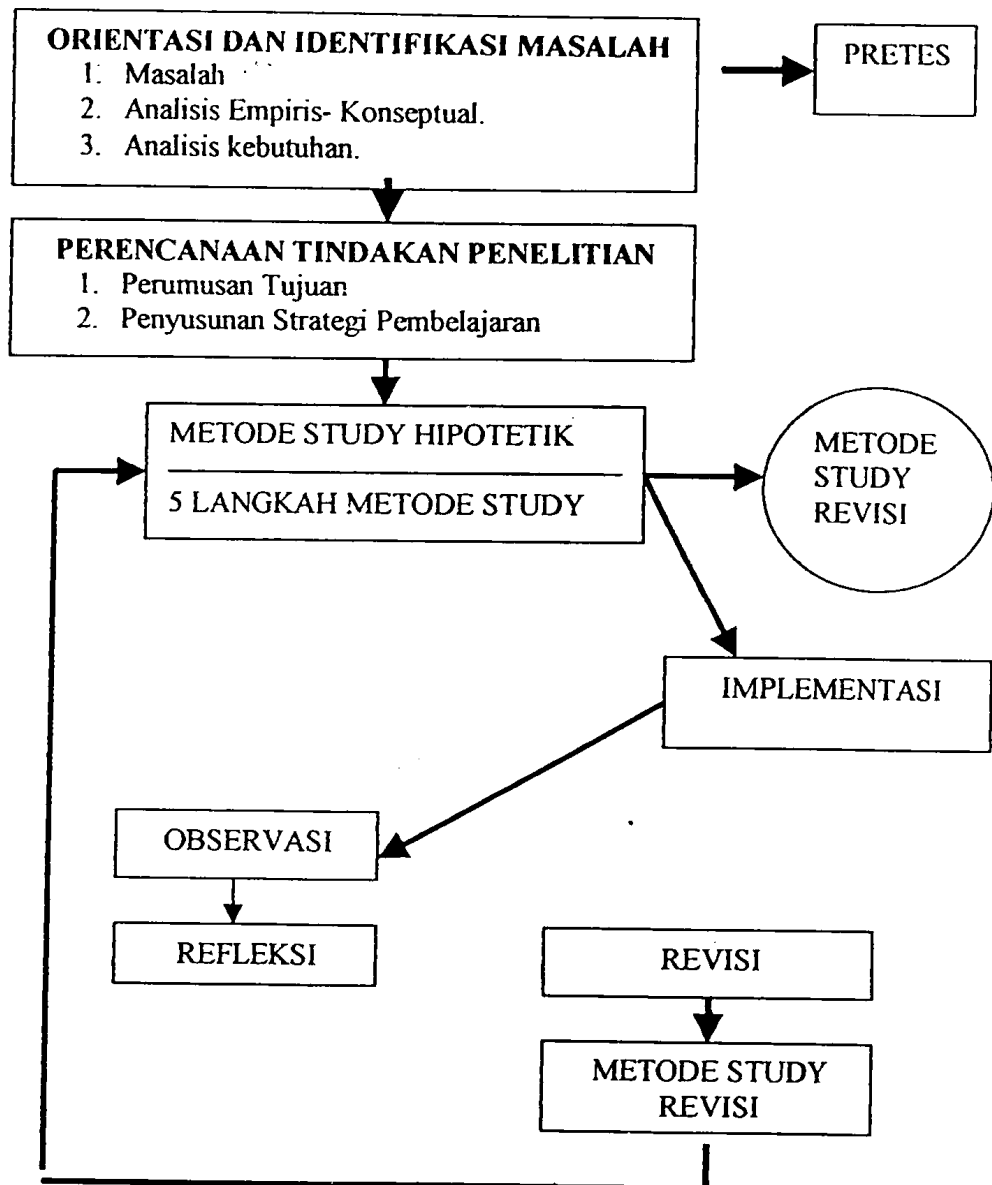 ORIENTASI DAN IDENTIFIKASI MASALAH
1. Masalah
2. Analisis Empiris- Konseptual.
3. Analisis kebutuhan.
PRETES
PERENCANAAN TINDAKAN PENELITIAN
1. Perumusan Tujuan
2. Penyusunan Strategi Pembelajaran
METODE STUDY HIPOTETIK
5 LANGKAH METODE STUDY
METODE
STUDY
REVISI
IMPLEMENTASI
OBSERVASI
REFLEKSI
REVISI
METODE STUDY
REVISI